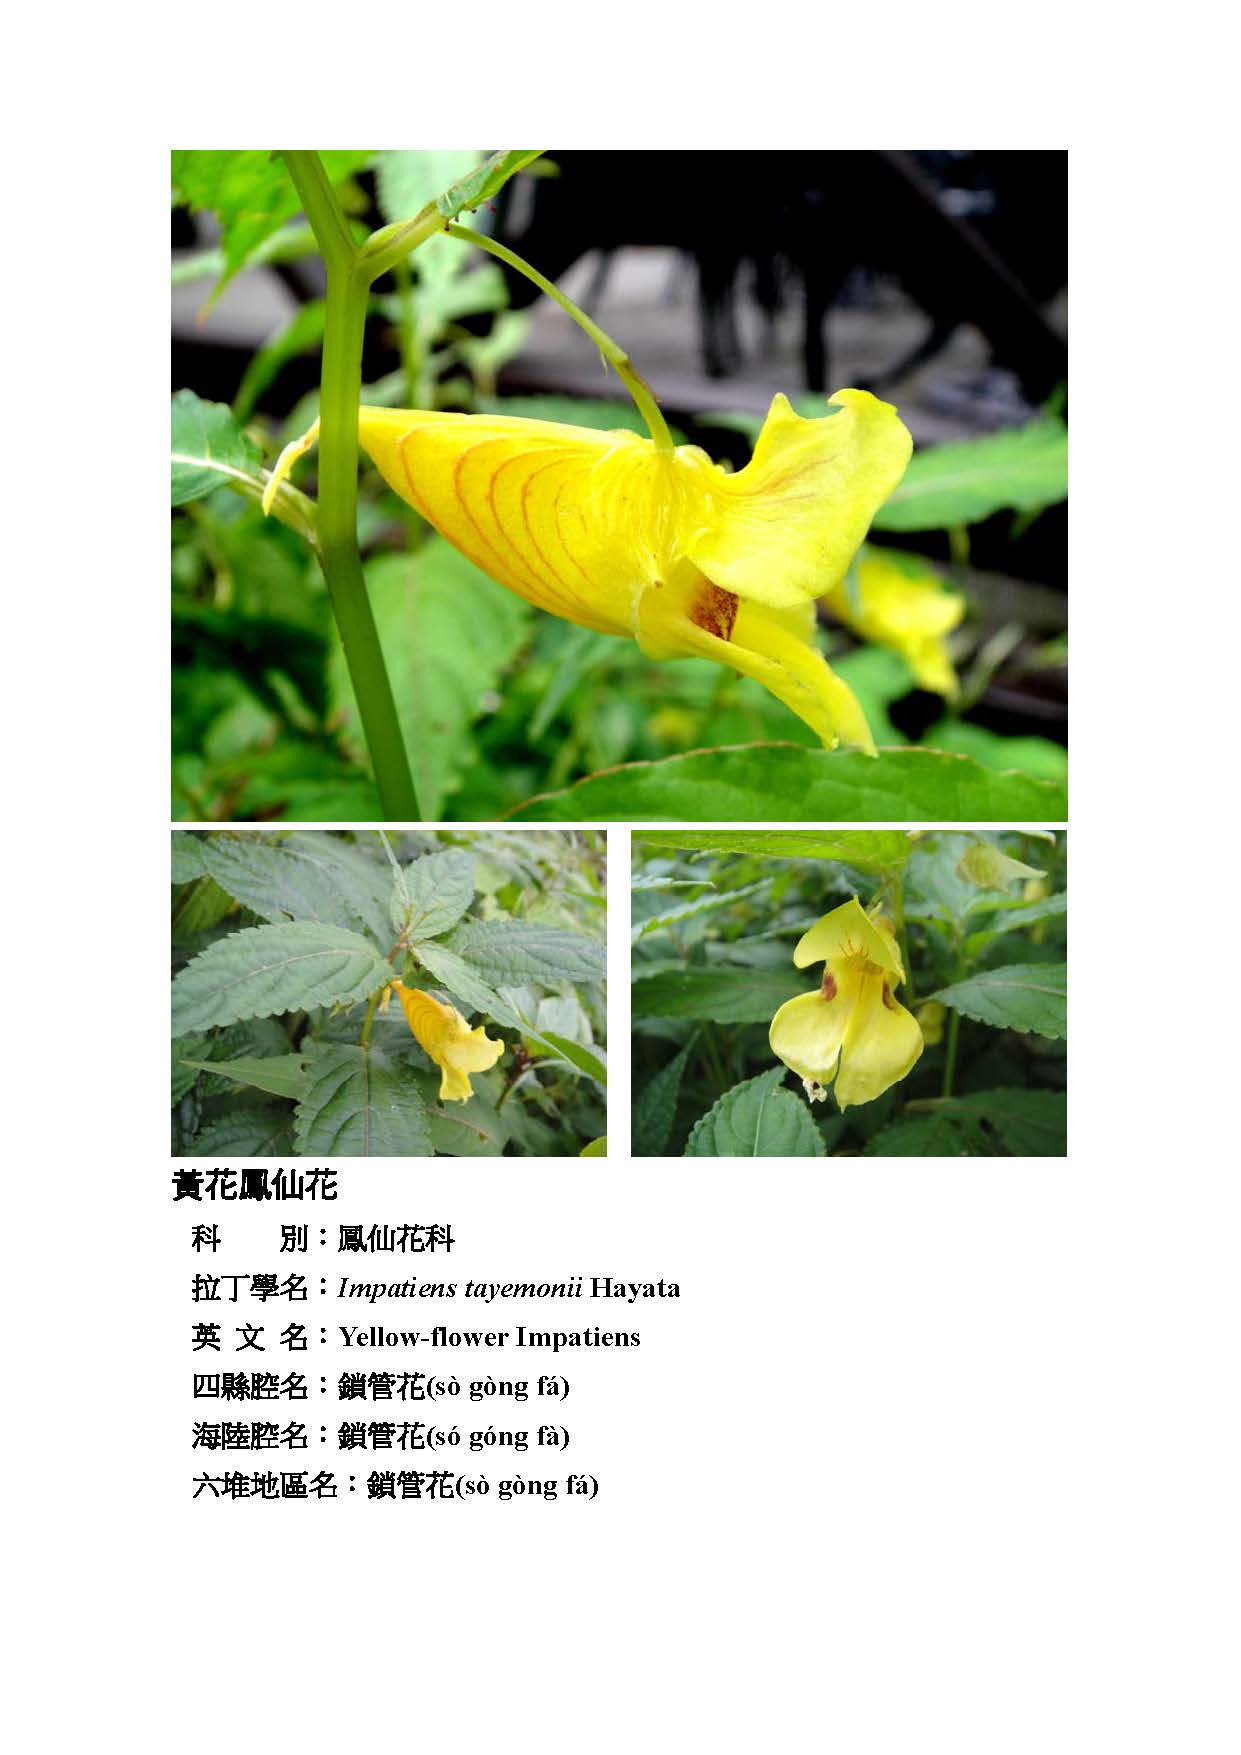 黃花鳳仙花
科　　別：鳳仙花科
拉丁學名：Impatiens tayemonii Hayata
英 文 名：Yellow-flower Impatiens
四縣腔名：鎖管花(sò gòng fá)
海陸腔名：鎖管花(só góng fà)
六堆地區名：鎖管花(sò gòng fá)